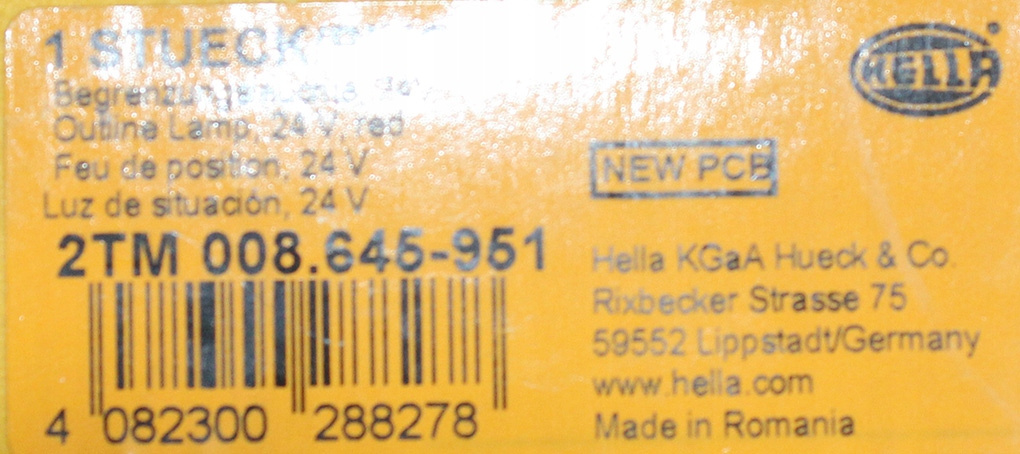 1 STUECK
HELLA
Outline Lamp, 24 V, red
Feu de position, 24 V
Luz de situación, 24 V
NEW PCB
2TM 008.645-951
4 082300 288278
Hella KGaA Hueck & Co.
Rixbecker Strasse 75
59552 Lippstadt/Germany
www.hella.com
Made in Romania